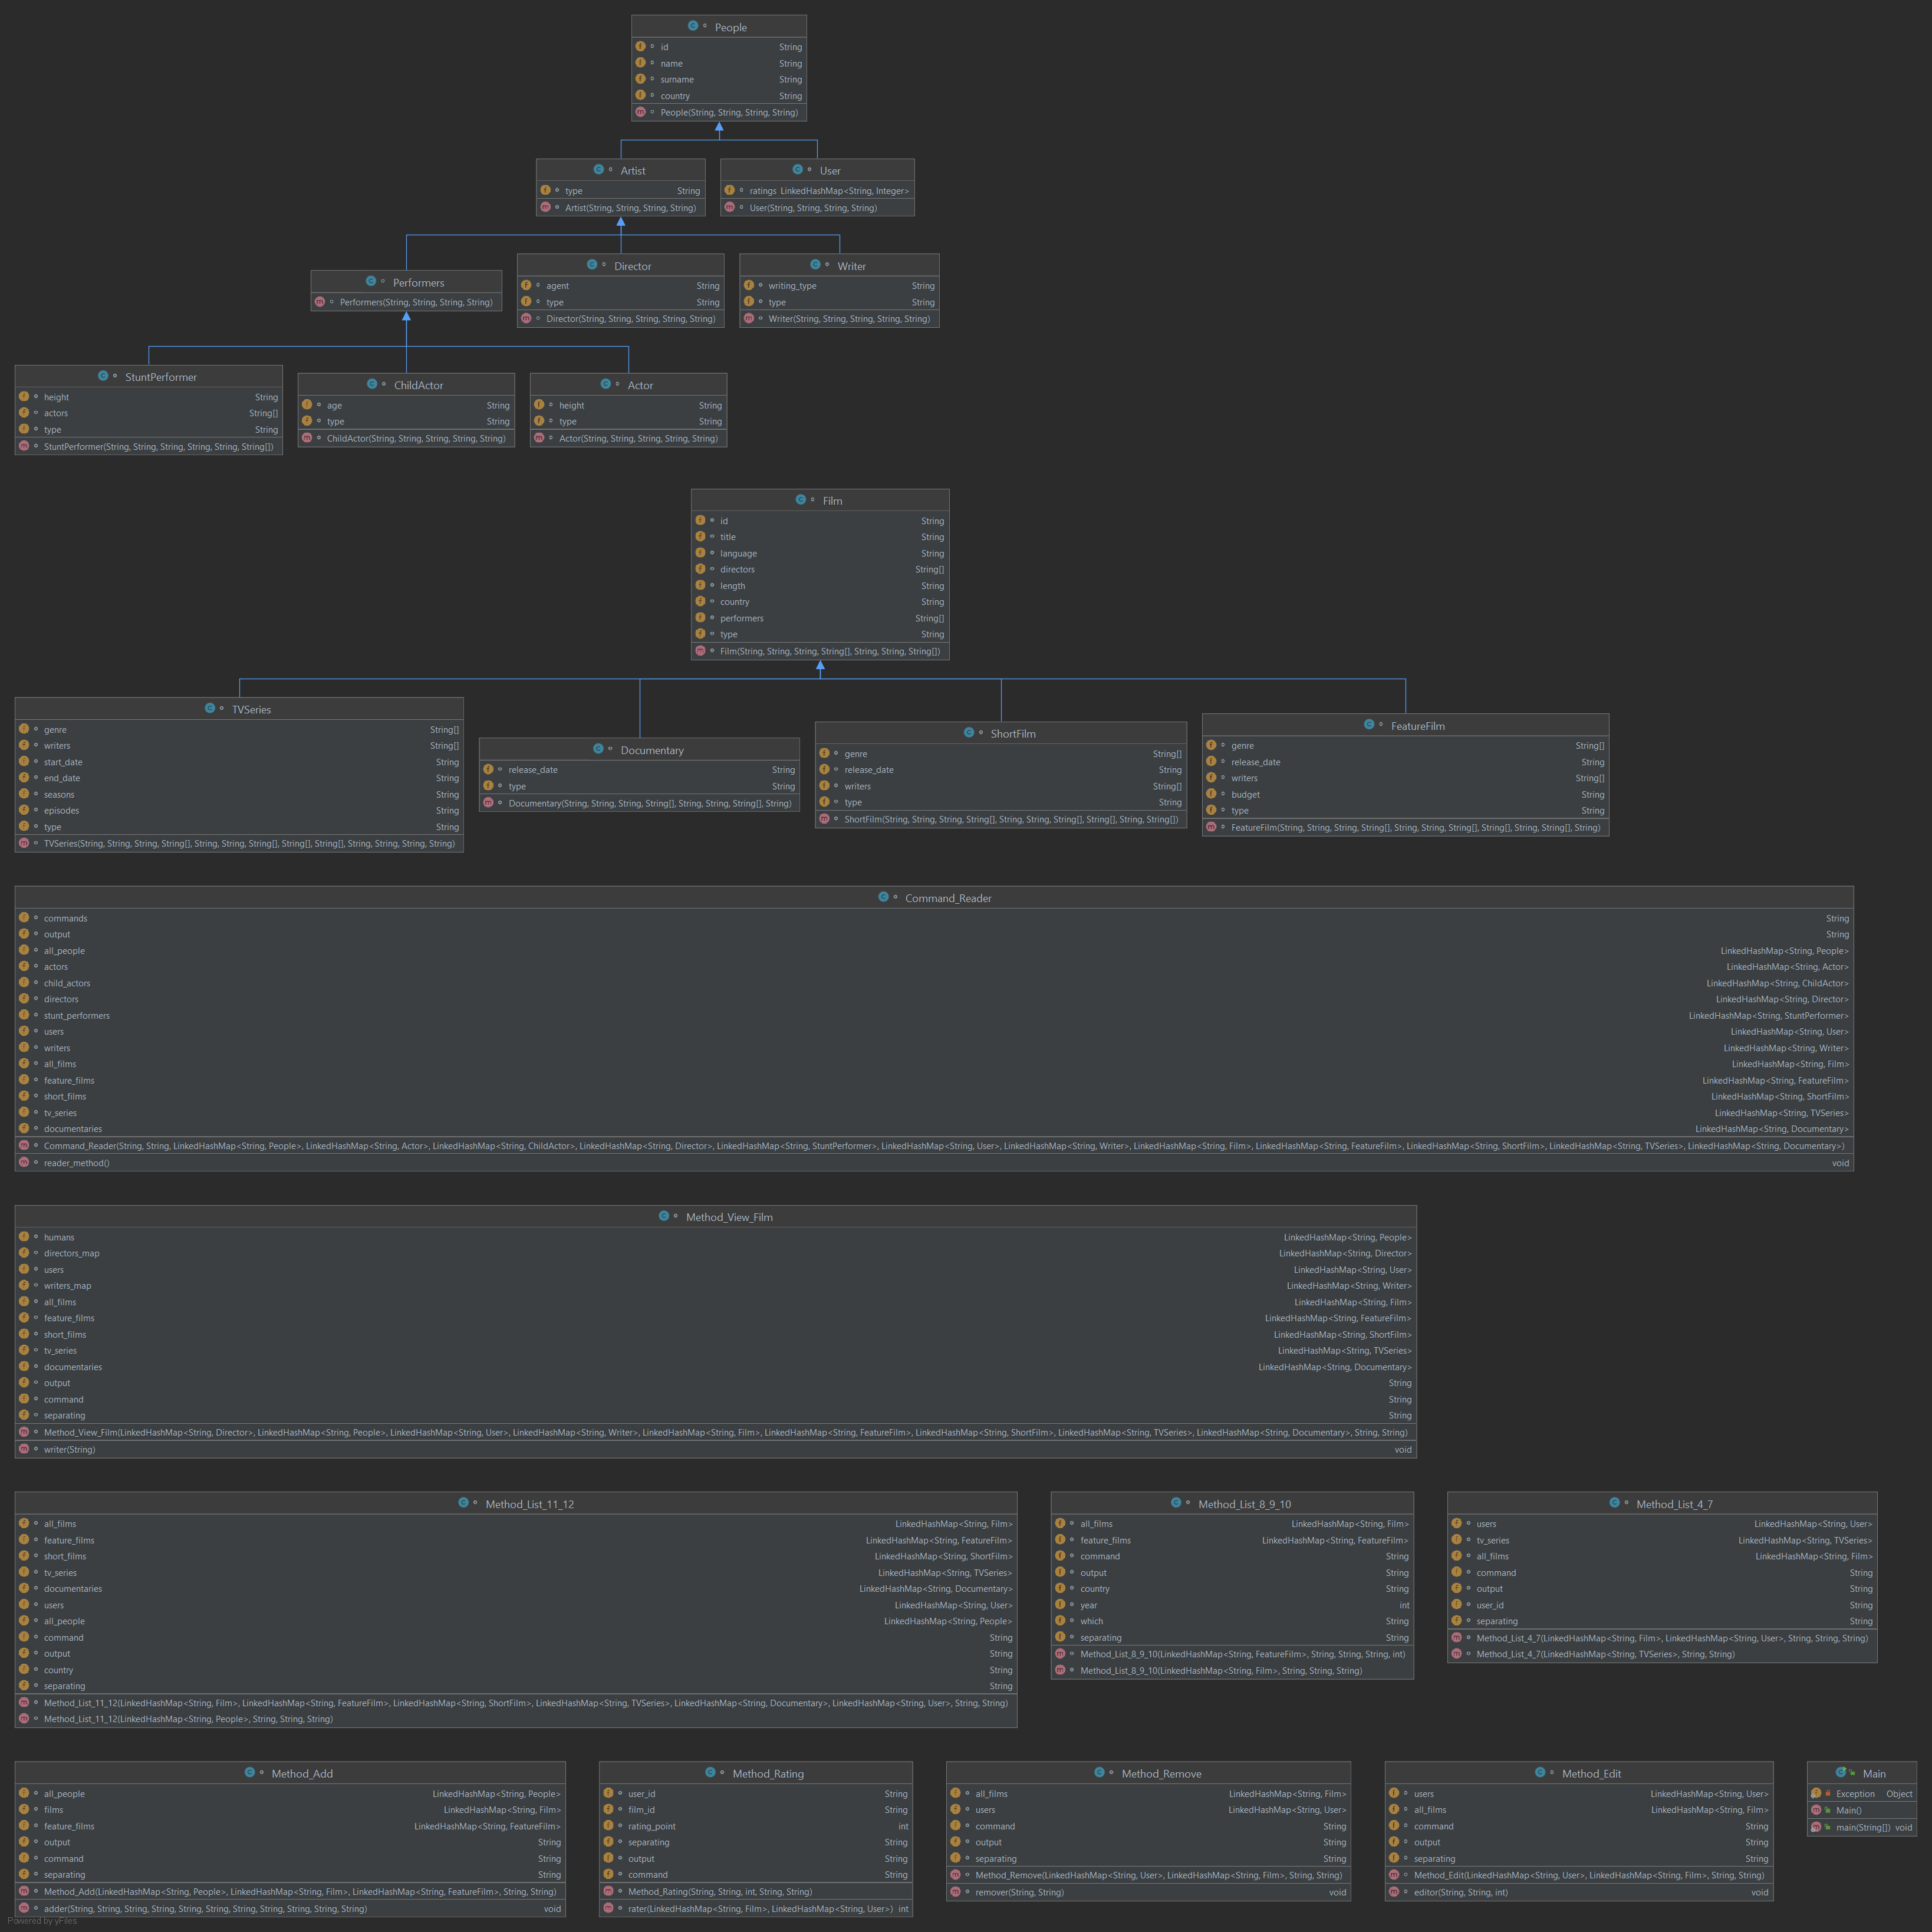 People
id String
name String
surname String
country String
People(String, String, String, String)
Artist
type String
Artist(String, String, String, String)
User
ratings LinkedHashMap<String, Integer>
User(String, String, String, String)
Performers
Performers(String, String, String, String)
Director
agent String
type String
Director(String, String, String, String, String)
Writer
writing_type String
type String
Writer(String, String, String, String, String)
StuntPerformer
height String
actors String[]
type String
StuntPerformer(String, String, String, String, String, String[])
ChildActor
age String
type String
ChildActor(String, String, String, String, String)
Actor
height String
type String
Actor(String, String, String, String, String)
Film
id String
title String
language String
directors String[]
length String
country String
performers String[]
type String
Film(String, String, String, String[], String, String, String[])
TVSeries
genre String[]
writers String[]
start_date String
end_date String
seasons String
episodes String
type String
TVSeries(String, String, String, String[], String, String, String[], String[], String[], String, String, String, String)
Documentary
release_date String
type String
Documentary(String, String, String, String[], String, String, String[], String)
ShortFilm
genre String[]
release_date String
writers String[]
type String
ShortFilm(String, String, String, String[], String, String, String[], String[], String, String[])
FeatureFilm
genre String[]
release_date String
writers String[]
budget String
type String
FeatureFilm(String, String, String, String[], String, String, String[], String[], String, String[], String)
Command_Reader
commands String
output String
all_people LinkedHashMap<String, People>
actors LinkedHashMap<String, Actor>
child_actors LinkedHashMap<String, ChildActor>
directors LinkedHashMap<String, Director>
stunt_performers LinkedHashMap<String, StuntPerformer>
users LinkedHashMap<String, User>
writers LinkedHashMap<String, Writer>
all_films LinkedHashMap<String, Film>
feature_films LinkedHashMap<String, FeatureFilm>
short_films LinkedHashMap<String, ShortFilm>
tv_series LinkedHashMap<String, TVSeries>
documentaries LinkedHashMap<String, Documentary>
Command_Reader(String, String, LinkedHashMap<String, People>, LinkedHashMap<String, Actor>, LinkedHashMap<String, ChildActor>, LinkedHashMap<String, Director>, LinkedHashMap<String, StuntPerformer>, LinkedHashMap<String, User>, LinkedHashMap<String, Writer>, LinkedHashMap<String, Film>, LinkedHashMap<String, FeatureFilm>, LinkedHashMap<String, ShortFilm>, LinkedHashMap<String, TVSeries>, LinkedHashMap<String, Documentary>)
reader_method() void
Method_View_Film
humans LinkedHashMap<String, People>
directors_map LinkedHashMap<String, Director>
users LinkedHashMap<String, User>
writers_map LinkedHashMap<String, Writer>
all_films LinkedHashMap<String, Film>
feature_films LinkedHashMap<String, FeatureFilm>
short_films LinkedHashMap<String, ShortFilm>
tv_series LinkedHashMap<String, TVSeries>
documentaries LinkedHashMap<String, Documentary>
output String
command String
separating String
Method_View_Film(LinkedHashMap<String, Director>, LinkedHashMap<String, People>, LinkedHashMap<String, User>, LinkedHashMap<String, Writer>, LinkedHashMap<String, Film>, LinkedHashMap<String, FeatureFilm>, LinkedHashMap<String, ShortFilm>, LinkedHashMap<String, TVSeries>, LinkedHashMap<String, Documentary>, String, String)
writer(String) void
Method_List_11_12
all_films LinkedHashMap<String, Film>
feature_films LinkedHashMap<String, FeatureFilm>
short_films LinkedHashMap<String, ShortFilm>
tv_series LinkedHashMap<String, TVSeries>
documentaries LinkedHashMap<String, Documentary>
users LinkedHashMap<String, User>
all_people LinkedHashMap<String, People>
command String
output String
country String
separating String
Method_List_11_12(LinkedHashMap<String, Film>, LinkedHashMap<String, FeatureFilm>, LinkedHashMap<String, ShortFilm>, LinkedHashMap<String, TVSeries>, LinkedHashMap<String, Documentary>, LinkedHashMap<String, User>, String, String)
Method_List_11_12(LinkedHashMap<String, People>, String, String, String)
Method_List_8_9_10
all_films LinkedHashMap<String, Film>
feature_films LinkedHashMap<String, FeatureFilm>
command String
output String
country String
year int
which String
separating String
Method_List_8_9_10(LinkedHashMap<String, FeatureFilm>, String, String, String, int)
Method_List_8_9_10(LinkedHashMap<String, Film>, String, String, String)
Method_List_4_7
users LinkedHashMap<String, User>
tv_series LinkedHashMap<String, TVSeries>
all_films LinkedHashMap<String, Film>
command String
output String
user_id String
separating String
Method_List_4_7(LinkedHashMap<String, Film>, LinkedHashMap<String, User>, String, String, String)
Method_List_4_7(LinkedHashMap<String, TVSeries>, String, String)
Method_Add
all_people LinkedHashMap<String, People>
films LinkedHashMap<String, Film>
feature_films LinkedHashMap<String, FeatureFilm>
output String
command String
separating String
Method_Add(LinkedHashMap<String, People>, LinkedHashMap<String, Film>, LinkedHashMap<String, FeatureFilm>, String, String)
adder(String, String, String, String, String, String, String, String, String, String, String) void
Method_Rating
user_id String
film_id String
rating_point int
separating String
output String
command String
Method_Rating(String, String, int, String, String)
rater(LinkedHashMap<String, Film>, LinkedHashMap<String, User>) int
Method_Remove
all_films LinkedHashMap<String, Film>
users LinkedHashMap<String, User>
command String
output String
separating String
Method_Remove(LinkedHashMap<String, User>, LinkedHashMap<String, Film>, String, String)
remover(String, String) void
Method_Edit
users LinkedHashMap<String, User>
all_films LinkedHashMap<String, Film>
command String
output String
separating String
Method_Edit(LinkedHashMap<String, User>, LinkedHashMap<String, Film>, String, String)
editor(String, String, int) void
Main
Exception Object
Main()
main(String[]) void
Powered by yFiles